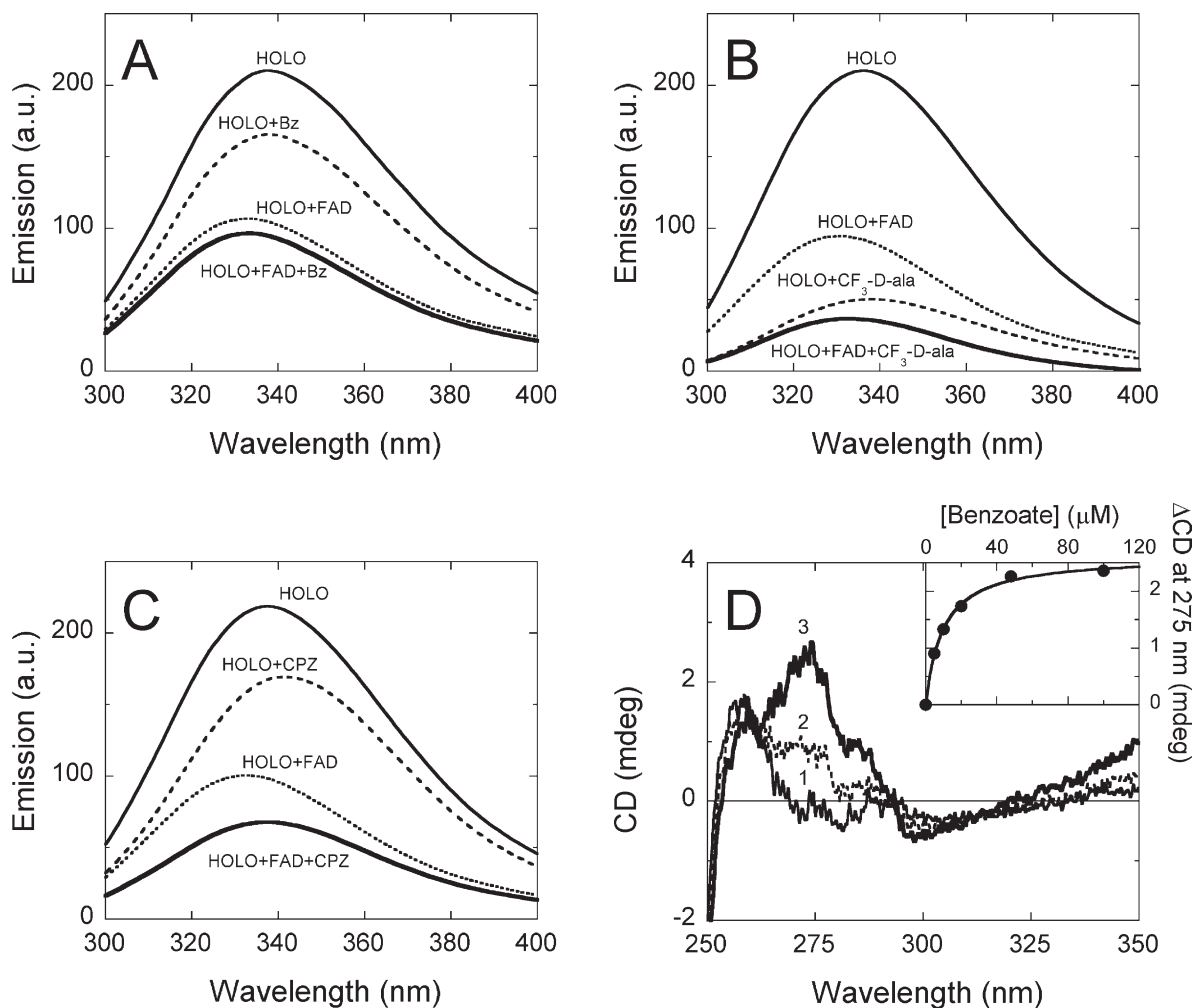 A
HOLO
HOLO+Bz
HOLO+FAD
HOLO+FAD+Bz
200
100
0
Emission (a.u.)
300 320 340 360 380 400
Wavelength (nm)
B
HOLO
HOLO+FAD
HOLO+CF3-D-ala
HOLO+FAD+CF3-D-ala
200
100
0
Emission (a.u.)
300 320 340 360 380 400
Wavelength (nm)
C
HOLO
HOLO+CPZ
HOLO+FAD
HOLO+FAD+CPZ
200
100
0
Emission (a.u.)
300 320 340 360 380 400
Wavelength (nm)
D
[Benzoate] (μM)
0 40 80 120
2
1
0
ΔCD at 275 nm (mdeg)
3
2
1
4
2
0
-2
CD (mdeg)
250 275 300 325 350
Wavelength (nm)